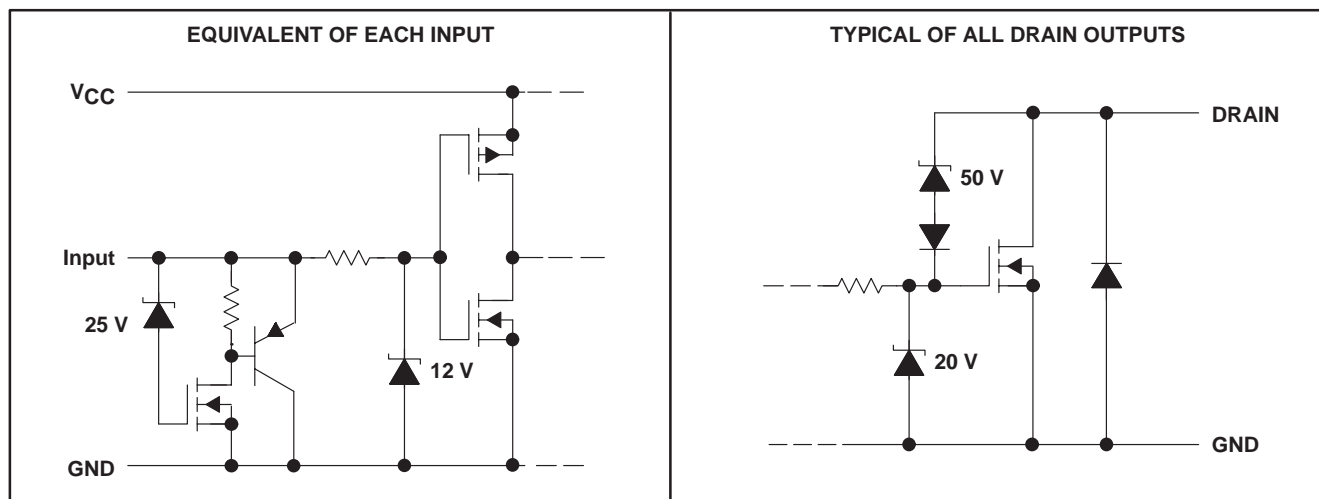 EQUIVALENT OF EACH INPUT
VCC
Input
25 V
12 V
GND
TYPICAL OF ALL DRAIN OUTPUTS
DRAIN
50 V
20 V
GND